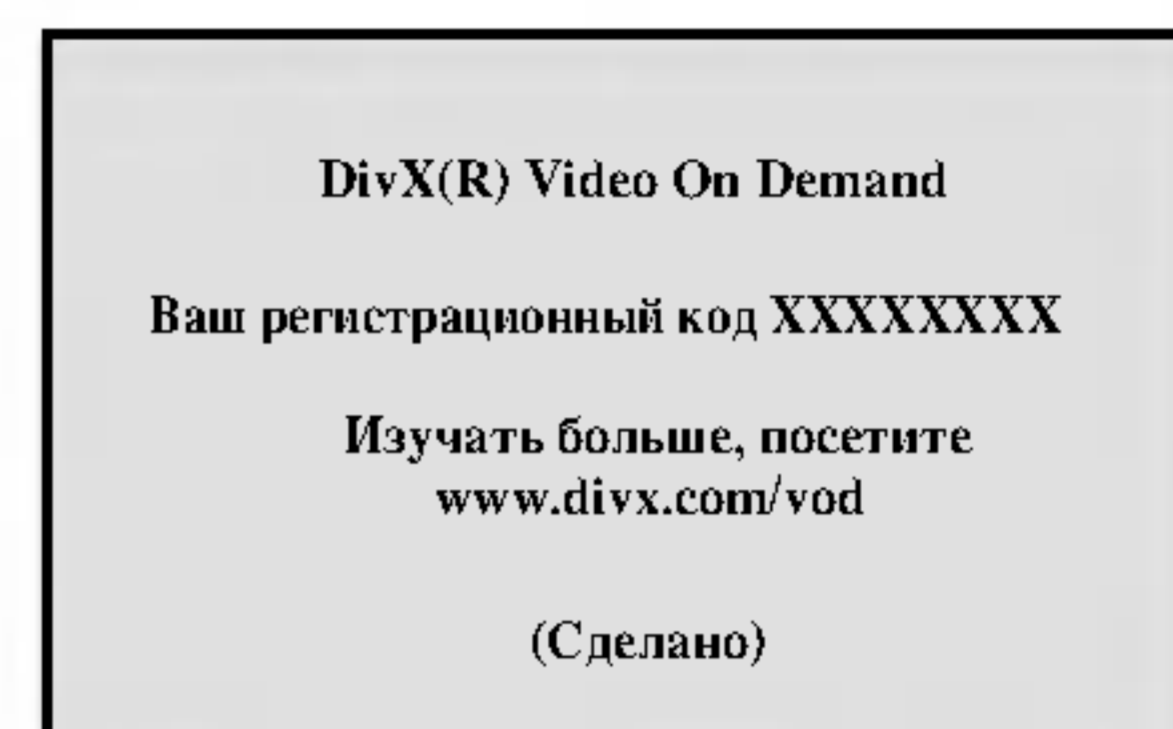 DivX(R) Video On Demand
Ваш регистрационный код XXXXXXXX
Изучать больше, посетите
www.divx.com/vod
(Сделано)